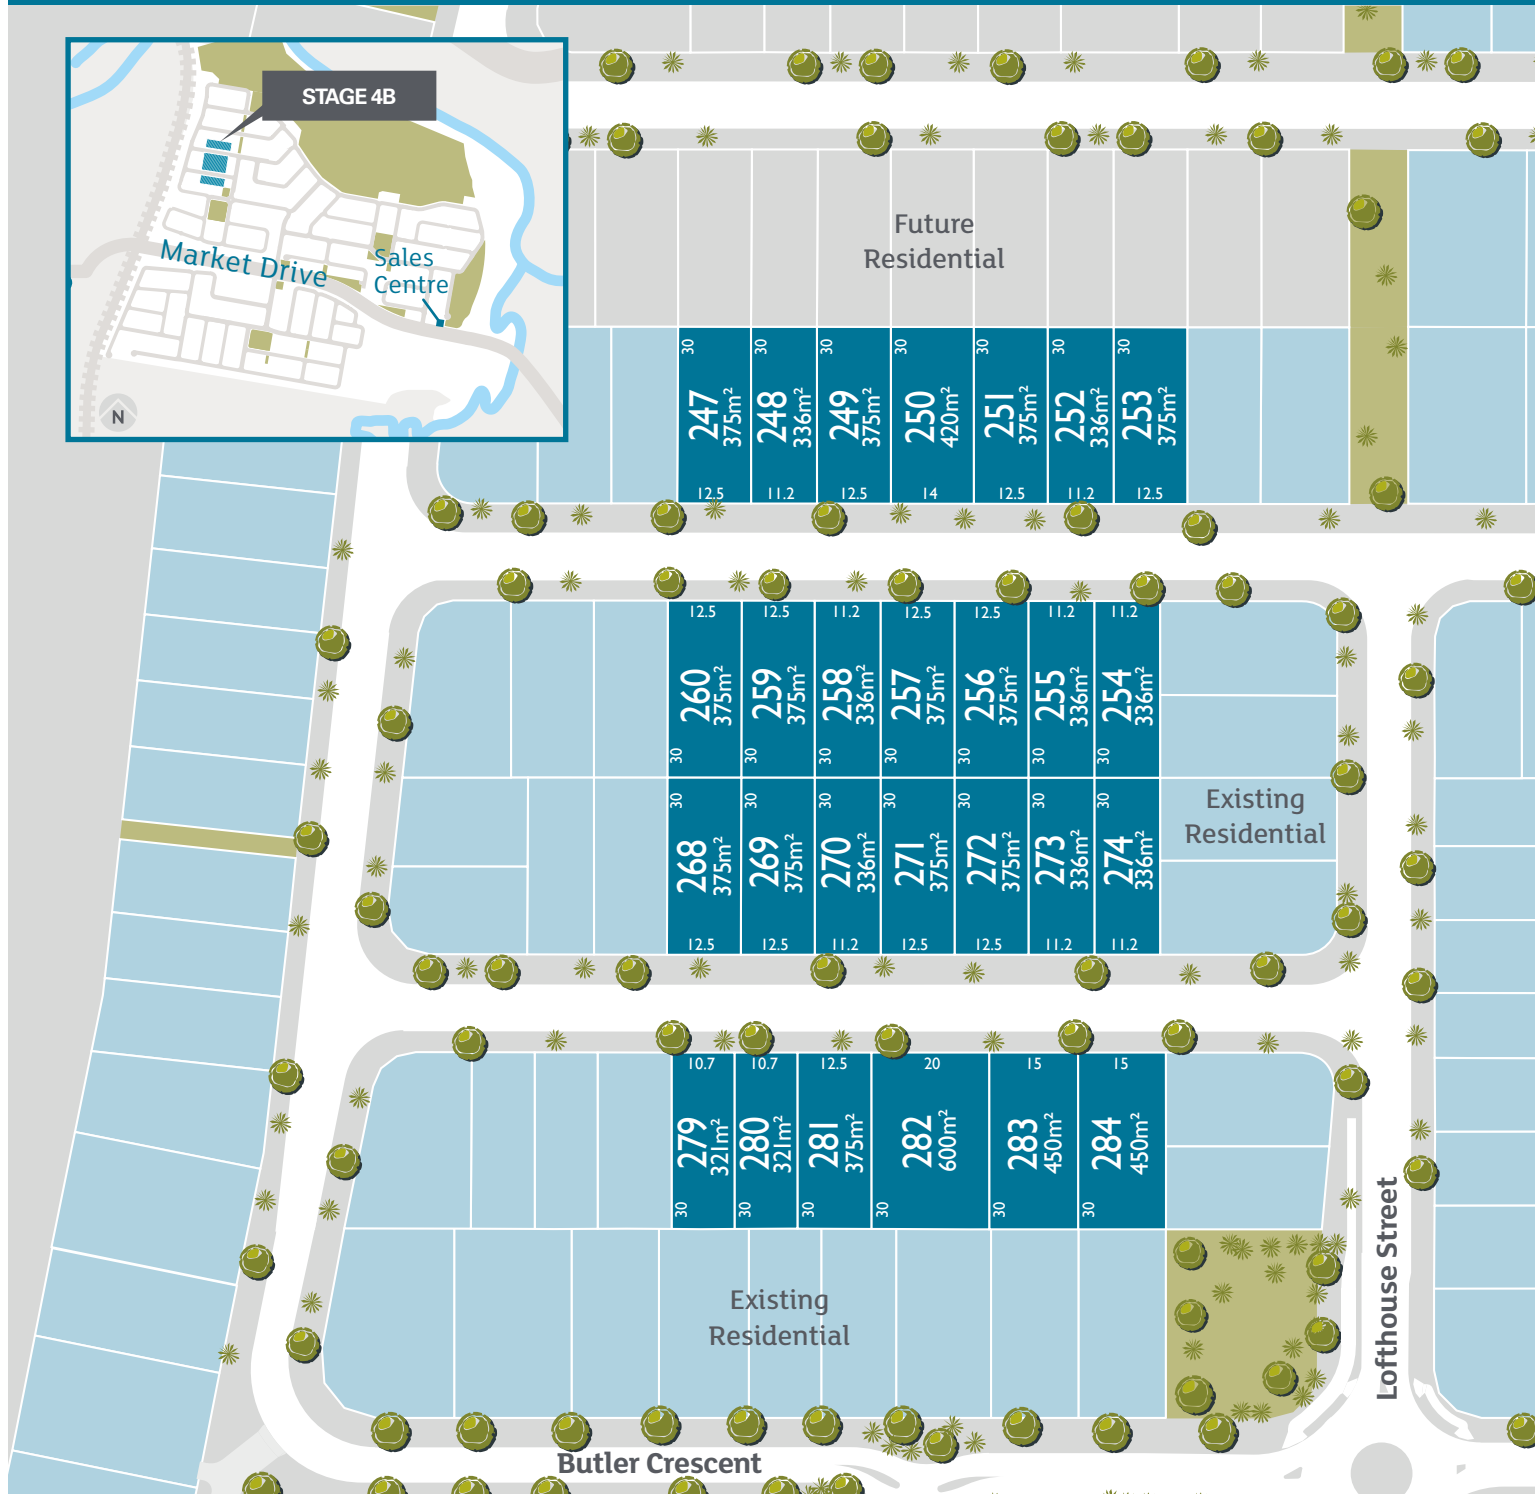 STAGE 4B
Market Drive
Sales
Centre
N
Future
Residential
30
30
30
30
30
30
30
247
375m²
248
336m²
249
375m²
250
420m²
251
375m²
252
336m²
253
375m²
12.5
11.2
12.5
14
12.5
11.2
12.5
12.5
12.5
11.2
12.5
12.5
11.2
11.2
260
375m²
259
375m²
258
336m²
257
375m²
256
375m²
255
336m²
254
336m²
30
30
30
30
30
30
30
30
30
30
30
30
30
30
268
375m²
269
375m²
270
336m²
271
375m²
272
375m²
273
336m²
274
336m²
12.5
12.5
11.2
12.5
12.5
11.2
11.2
Existing
Residential
10.7
10.7
12.5
20
15
15
279
321m²
280
321m²
281
375m²
282
600m²
283
450m²
284
450m²
30
30
30
30
30
30
Existing
Residential
Lofthouse Street
Butler Crescent